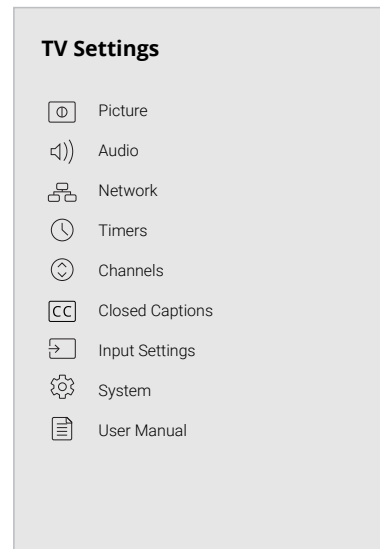 TV Settings
Picture
Audio
Network
Timers
Channels
CC Closed Captions
Input Settings
System
User Manual